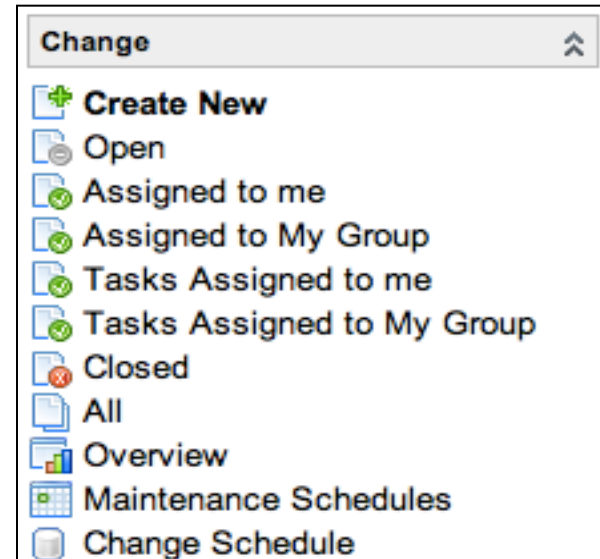 Change
Create New
Open
Assigned to me
Assigned to My Group
Tasks Assigned to me
Tasks Assigned to My Group
Closed
All
Overview
Maintenance Schedules
Change Schedule